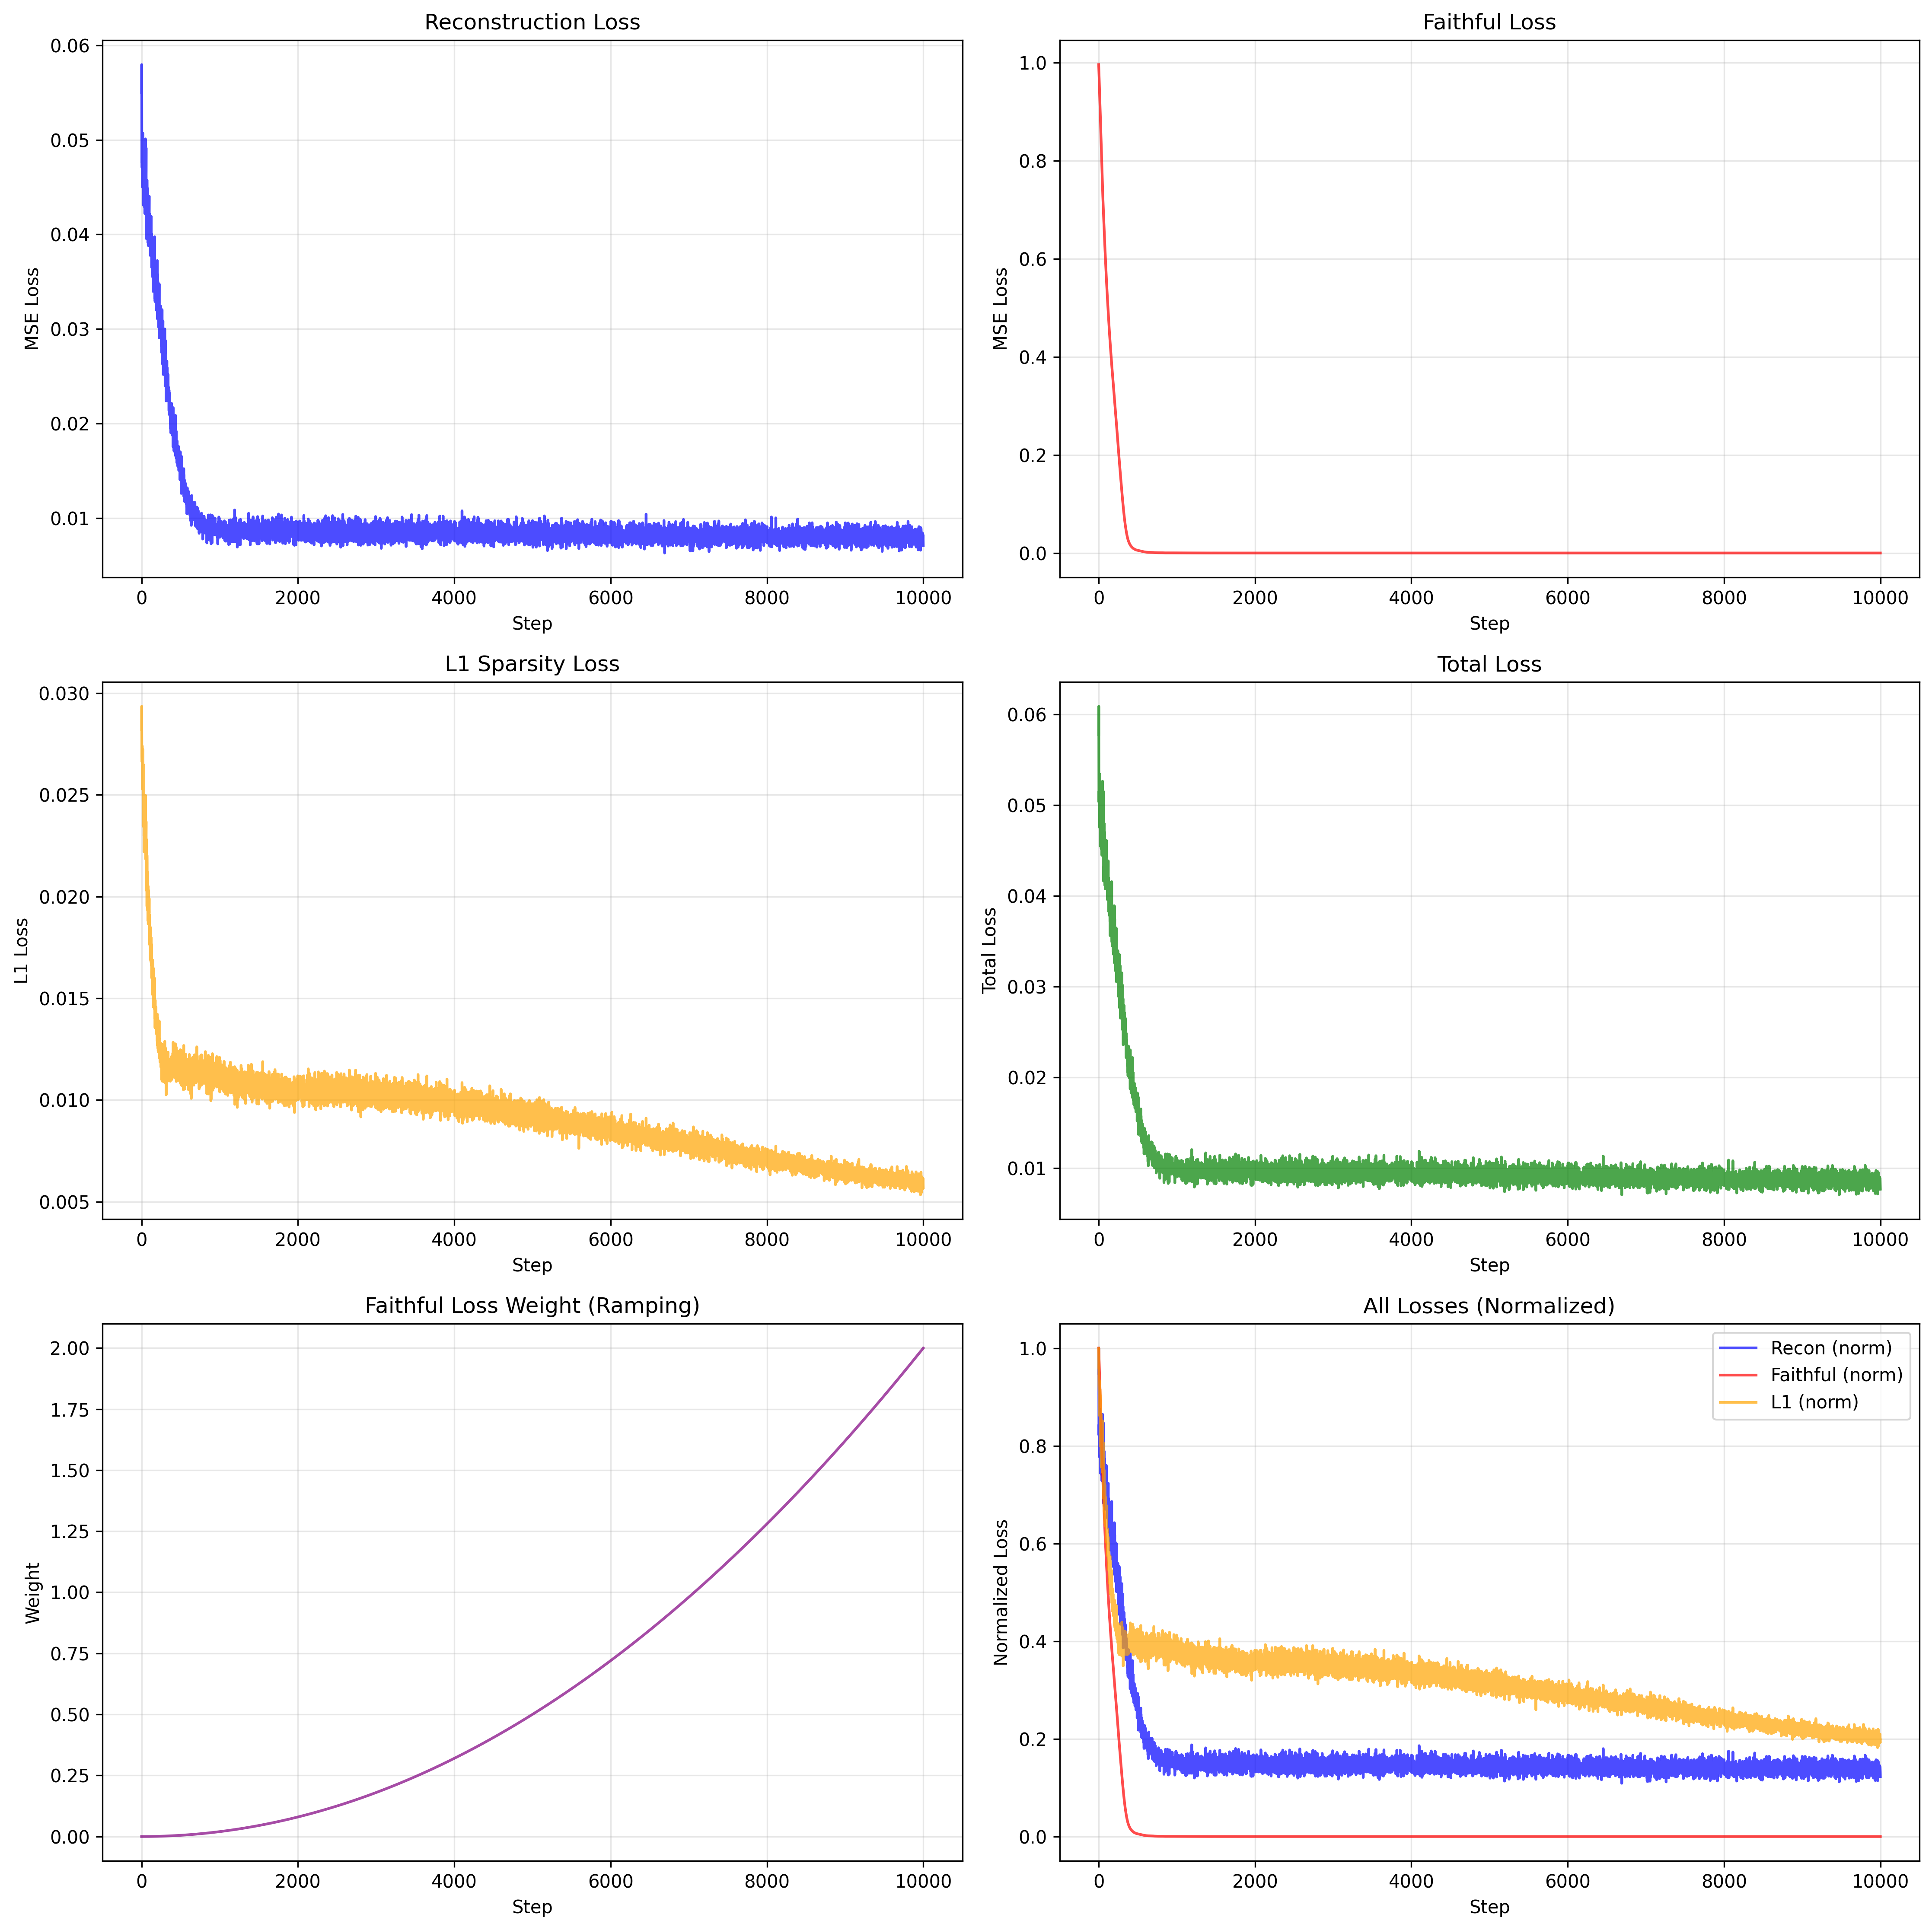 Reconstruction Loss
MSE Loss
0.06
0.05
0.04
0.03
0.02
0.01
0 2000 4000 6000 8000 10000
Step
Faithful Loss
MSE Loss
1.0
0.8
0.6
0.4
0.2
0.0
0 2000 4000 6000 8000 10000
Step
L1 Sparsity Loss
L1 Loss
0.030
0.025
0.020
0.015
0.010
0.005
0 2000 4000 6000 8000 10000
Step
Total Loss
Total Loss
0.06
0.05
0.04
0.03
0.02
0.01
0 2000 4000 6000 8000 10000
Step
Faithful Loss Weight (Ramping)
Weight
2.00
1.75
1.50
1.25
1.00
0.75
0.50
0.25
0.00
0 2000 4000 6000 8000 10000
Step
All Losses (Normalized)
Normalized Loss
1.0
0.8
0.6
0.4
0.2
0.0
Recon (norm)
Faithful (norm)
L1 (norm)
0 2000 4000 6000 8000 10000
Step